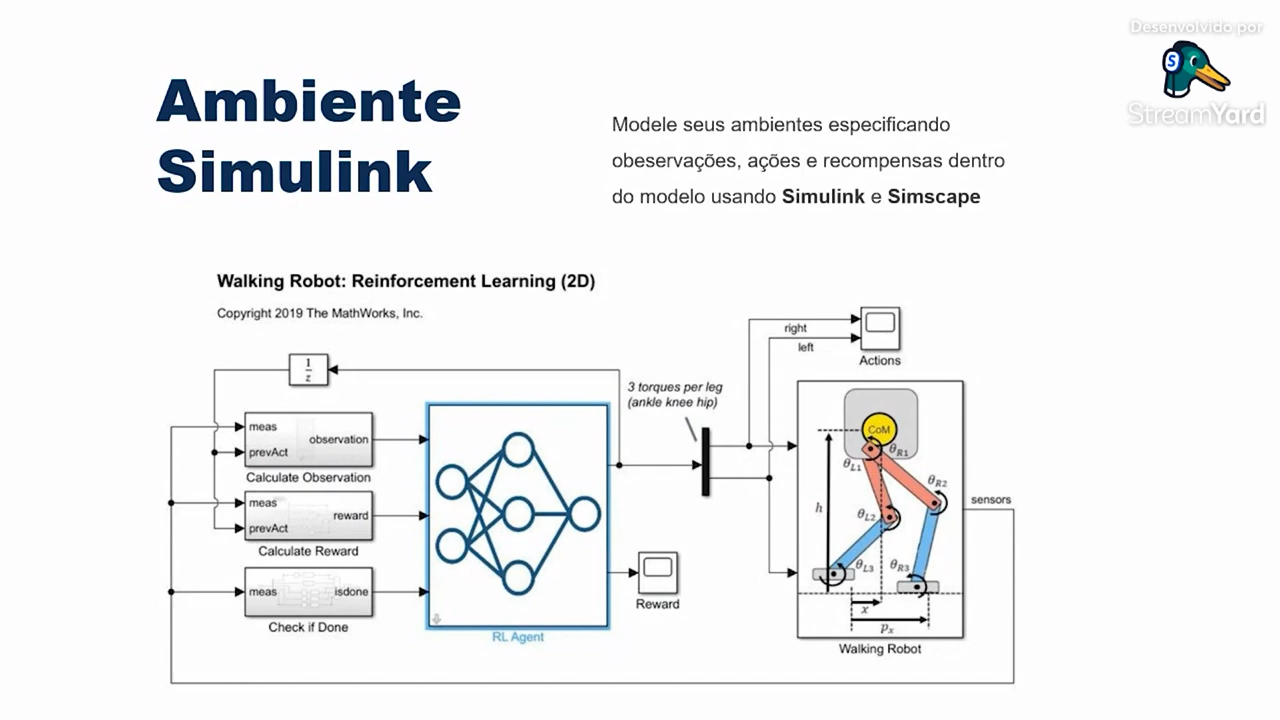 Desenvolvido por
StreamYard
Ambiente
Simulink
Modele seus ambientes especificando
obeservações, ações e recompensas dentro
do modelo usando Simulink e Simscape
Walking Robot: Reinforcement Learning (2D)
Copyright 2019 The MathWorks, Inc.
right
left
Actions
1
z
3 torques per leg
(ankle knee hip)
meas
prevAct
observation
Calculate Observation
meas
prevAct
reward
Calculate Reward
meas
isdone
Check if Done
RL Agent
Reward
CoM
θL1
θR1
θR2
h
θL2
θL3
θR3
x
px
sensors
Walking Robot